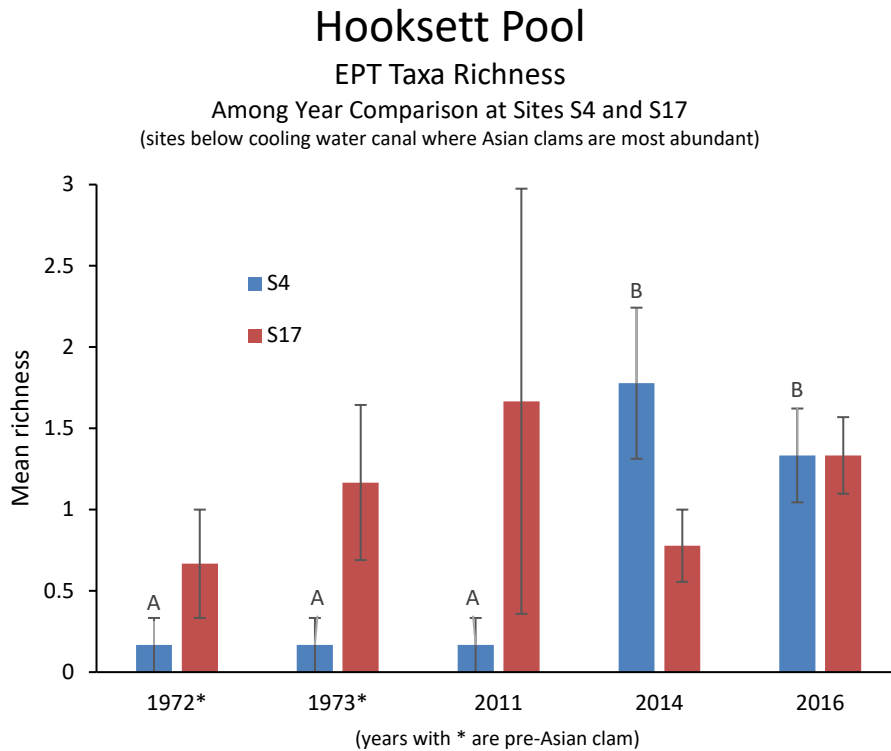 Hooksett Pool
EPT Taxa Richness
Among Year Comparison at Sites S4 and S17
(sites below cooling water canal where Asian clams are most abundant)
Mean richness
3
2.5
2
1.5
1
0.5
0
S4
S17
A
A
A
B
B
1972*
1973*
2011
2014
2016
(years with * are pre-Asian clam)